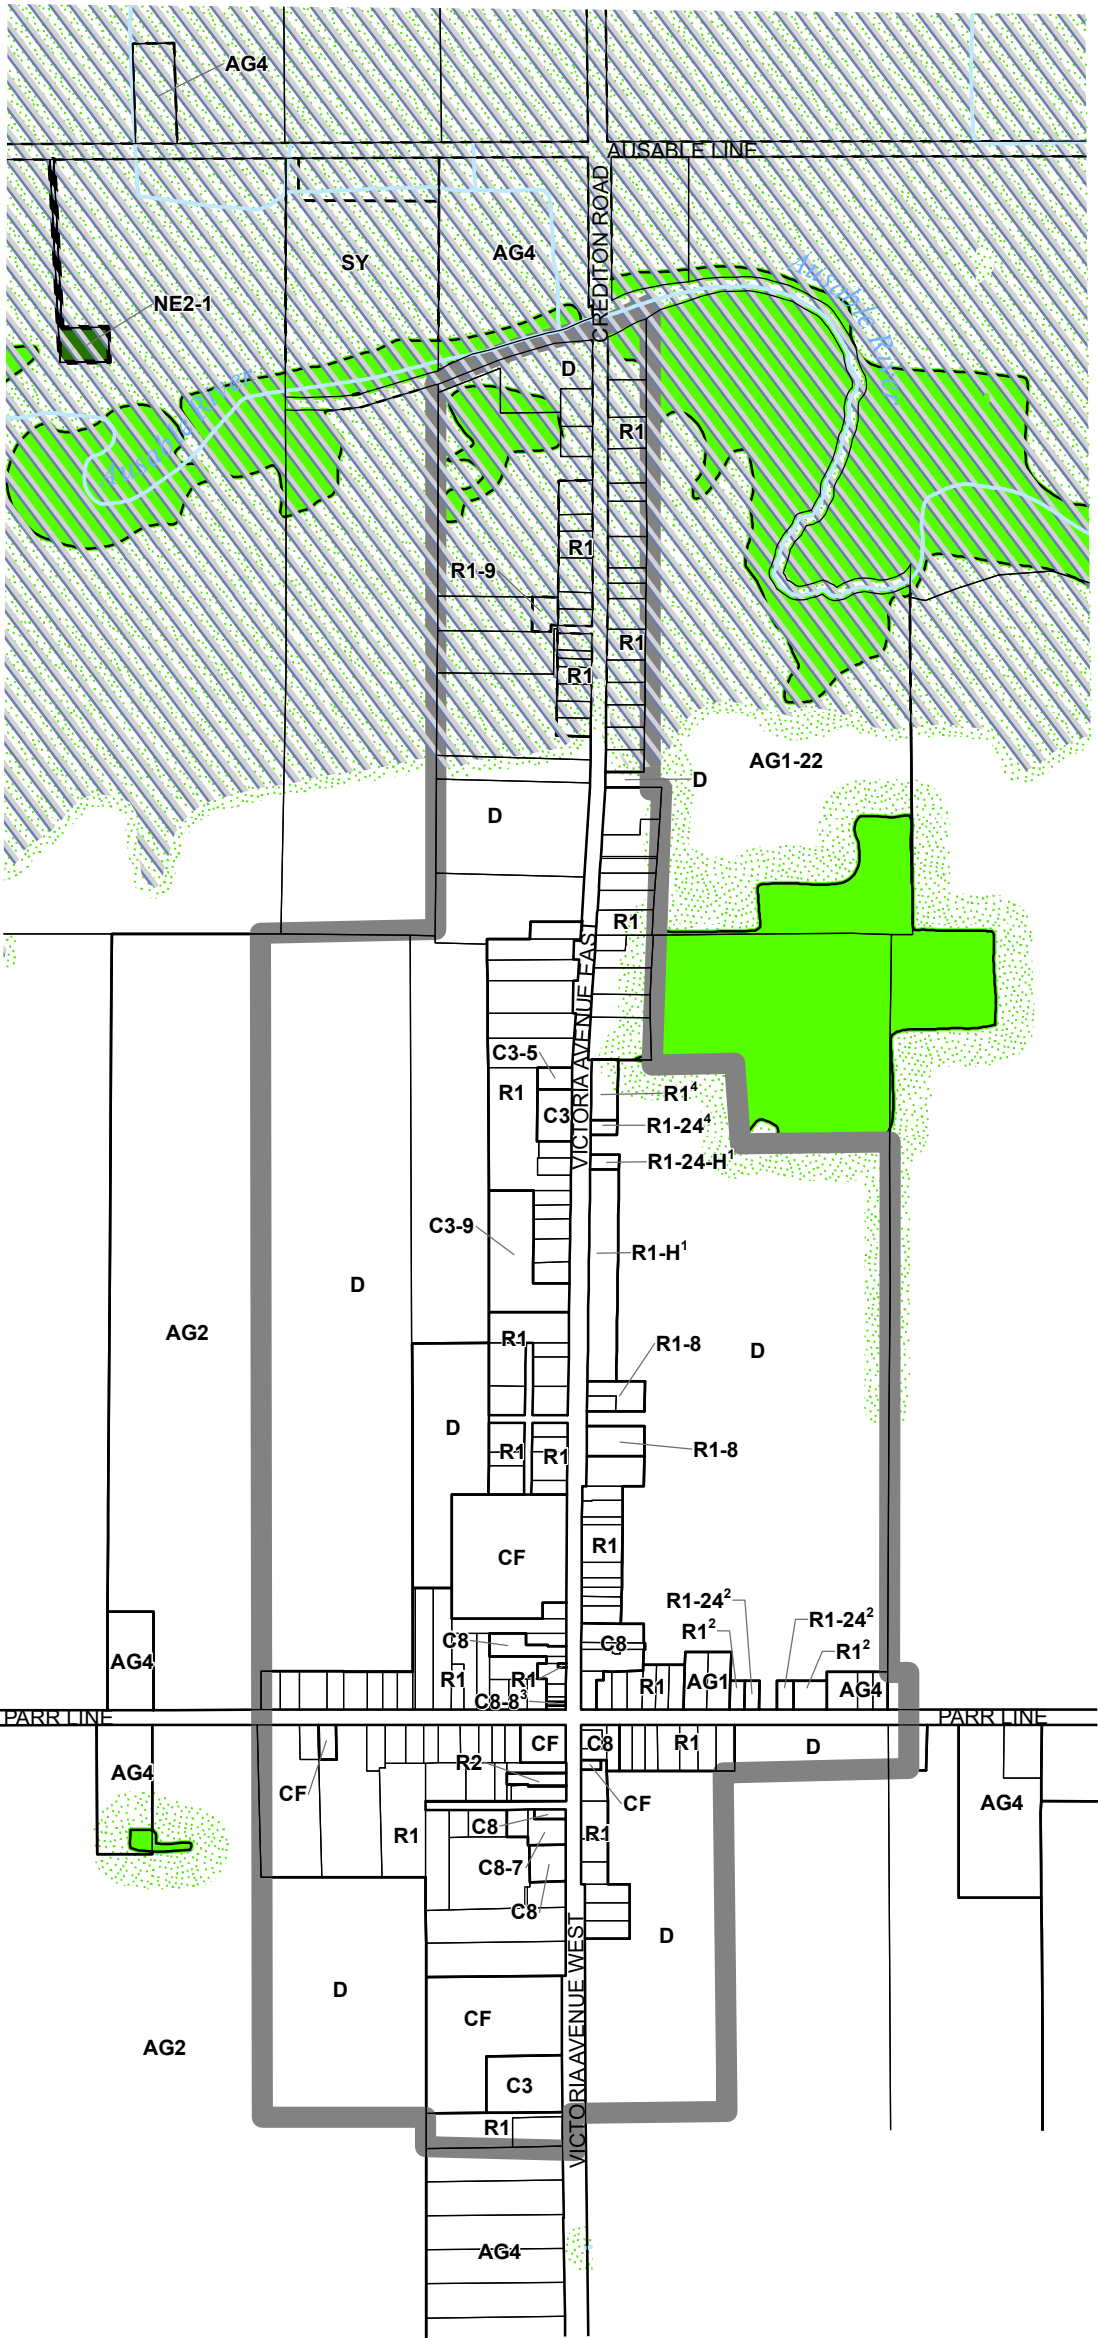 AG4
AUSABLE LINE
CREDITON ROAD
AG4
SY
NE2-1
Ausable River
D
Ausable River
R1
R1
R1-9
R1
R1
AG1-22
D
D
R1
VICTORIA AVENUE EAST
C3-5
R1
R1⁴
C3
R1-24⁴
R1-24-H¹
C3-9
R1-H¹
D
AG2
R1
R1-8
D
D
R1
R1
R1-8
R1
CF
R1-24²
R1-24²
R1²
R1²
C8
C8
AG4
R1
R1
R1
AG1
AG4
C8-8³
PARR LINE
PARR LINE
CF
C8
R1
D
R2
AG4
CF
CF
AG4
C8
R1
R1
C8-7
C8
D
VICTORIA AVENUE WEST
D
CF
AG2
C3
R1
AG4